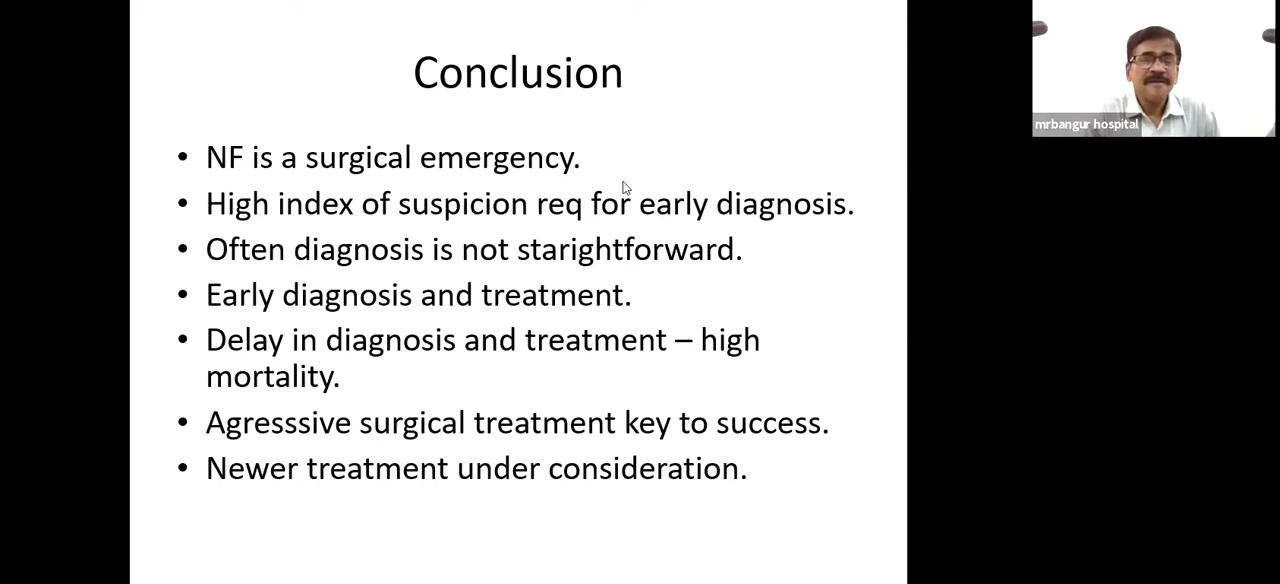 Conclusion
• NF is a surgical emergency.
• High index of suspicion req for early diagnosis.
• Often diagnosis is not starightforward.
• Early diagnosis and treatment.
• Delay in diagnosis and treatment – high
mortality.
• Agresssive surgical treatment key to success.
• Newer treatment under consideration.
mrbangur hospital